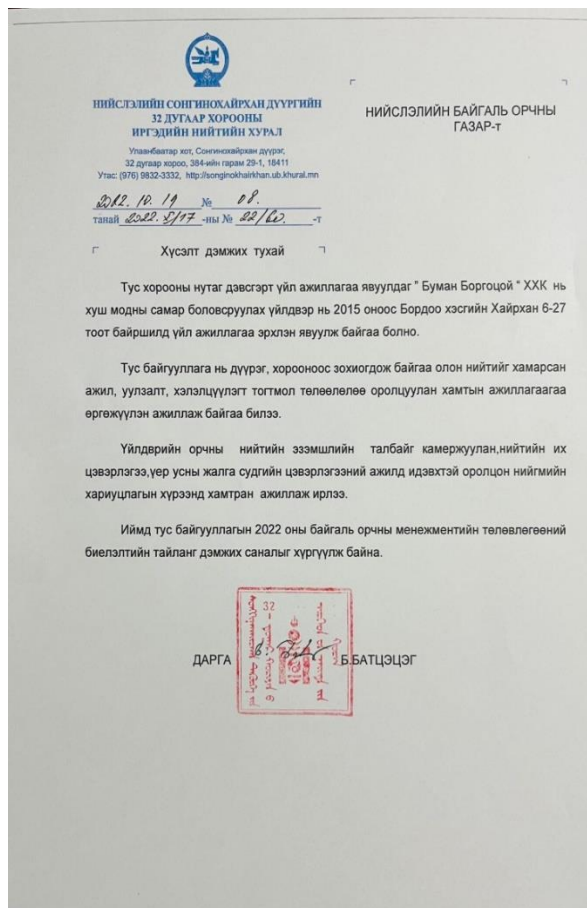 НИЙСЛЭЛИЙН СОНГИНОХАЙРХАН ДҮҮРГИЙН
32 ДУГААР ХОРООНЫ
ИРГЭДИЙН НИЙТИЙН ХУРАЛ
Улаанбаатар хот, Сонгинохайрхан дүүрэг,
32 дугаар хороо, 384-ийн гарам 29-1, 18411
Утас: (976) 9832-3332, http://songinokhairkhan.ub.khural.mn
10. 19 № 08.
танай 2022. X/17 -ны № 22/60. -т
НИЙСЛЭЛИЙН БАЙГАЛЬ ОРЧНЫ
ГАЗАР-т
Хүсэлт дэмжих тухай
Тус хорооны нутаг дэвсгэрт үйл ажиллагаа явуулдаг " Буман Боргоцой " ХХК нь
хуш модны самар боловсруулах үйлдвэр нь 2015 оноос Бордоо хэсгийн Хайрхан 6-27
тоот байршилд үйл ажиллагаа эрхлэн явуулж байгаа болно.
Тус байгууллага нь дүүрэг, хорооноос зохиогдож байгаа олон нийтийг хамарсан
ажил, уулзалт, хэлэлцүүлэгт тогтмол төлөөлөлөө оролцуулан хамтын ажиллагаагаа
өргөжүүлэн ажиллаж байгаа билээ.
Үйлдврийн орчны нийтийн эзэмшлийн талбайг камержуулан,нийтийн их
цэвэрлэгээ,үер усны жалга судгийн цэвэрлэгээний ажилд идэвхтэй оролцон нийгмийн
хариуцлагын хүрээнд хамтран ажиллаж ирлээ.
Иймд тус байгууллагын 2022 оны байгаль орчны менежментийн төлөвлөгөөний
биелэлтийн тайланг дэмжих саналыг хүргүүлж байна.
32
ДАРГА Б.БАТЦЭЦЭГ